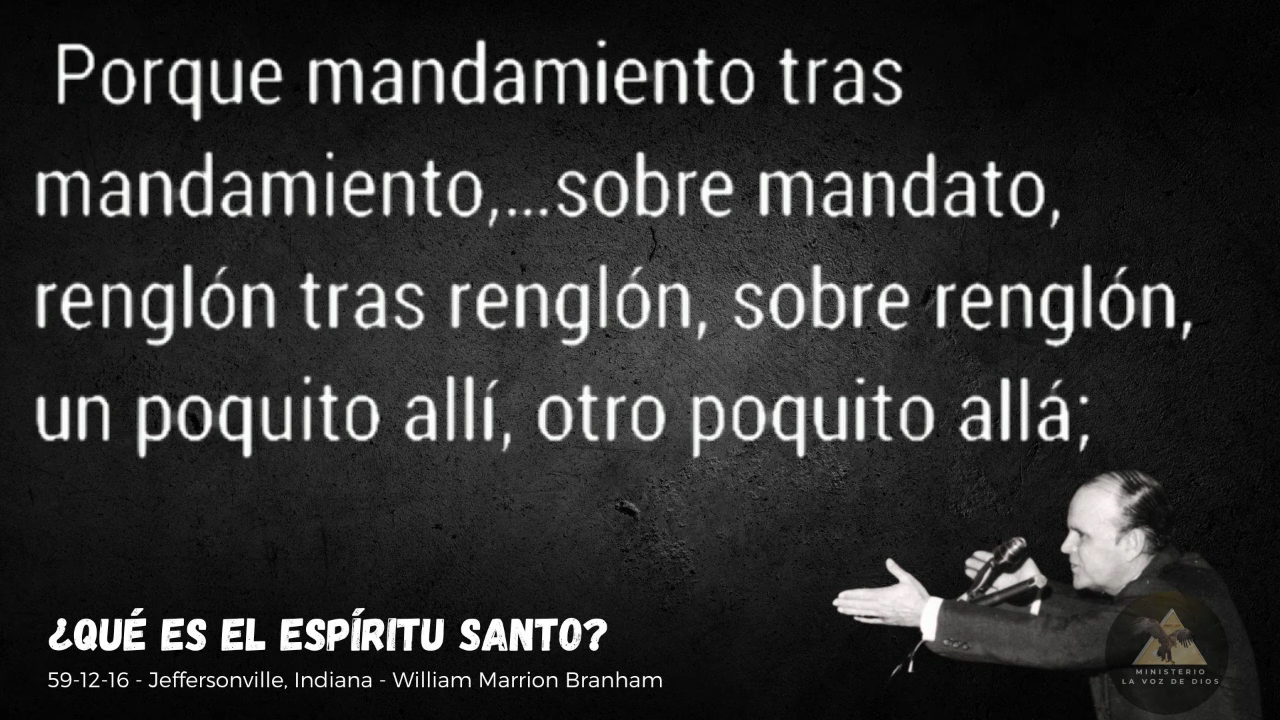 Porque mandamiento tras
mandamiento,...sobre mandato,
renglón tras renglón, sobre renglón,
un poquito allí, otro poquito allá;
¿QUÉ ES EL ESPÍRITU SANTO?
59-12-16 - Jeffersonville, Indiana - William Marrion Branham
MINISTERIO
LA VOZ DE DIOS